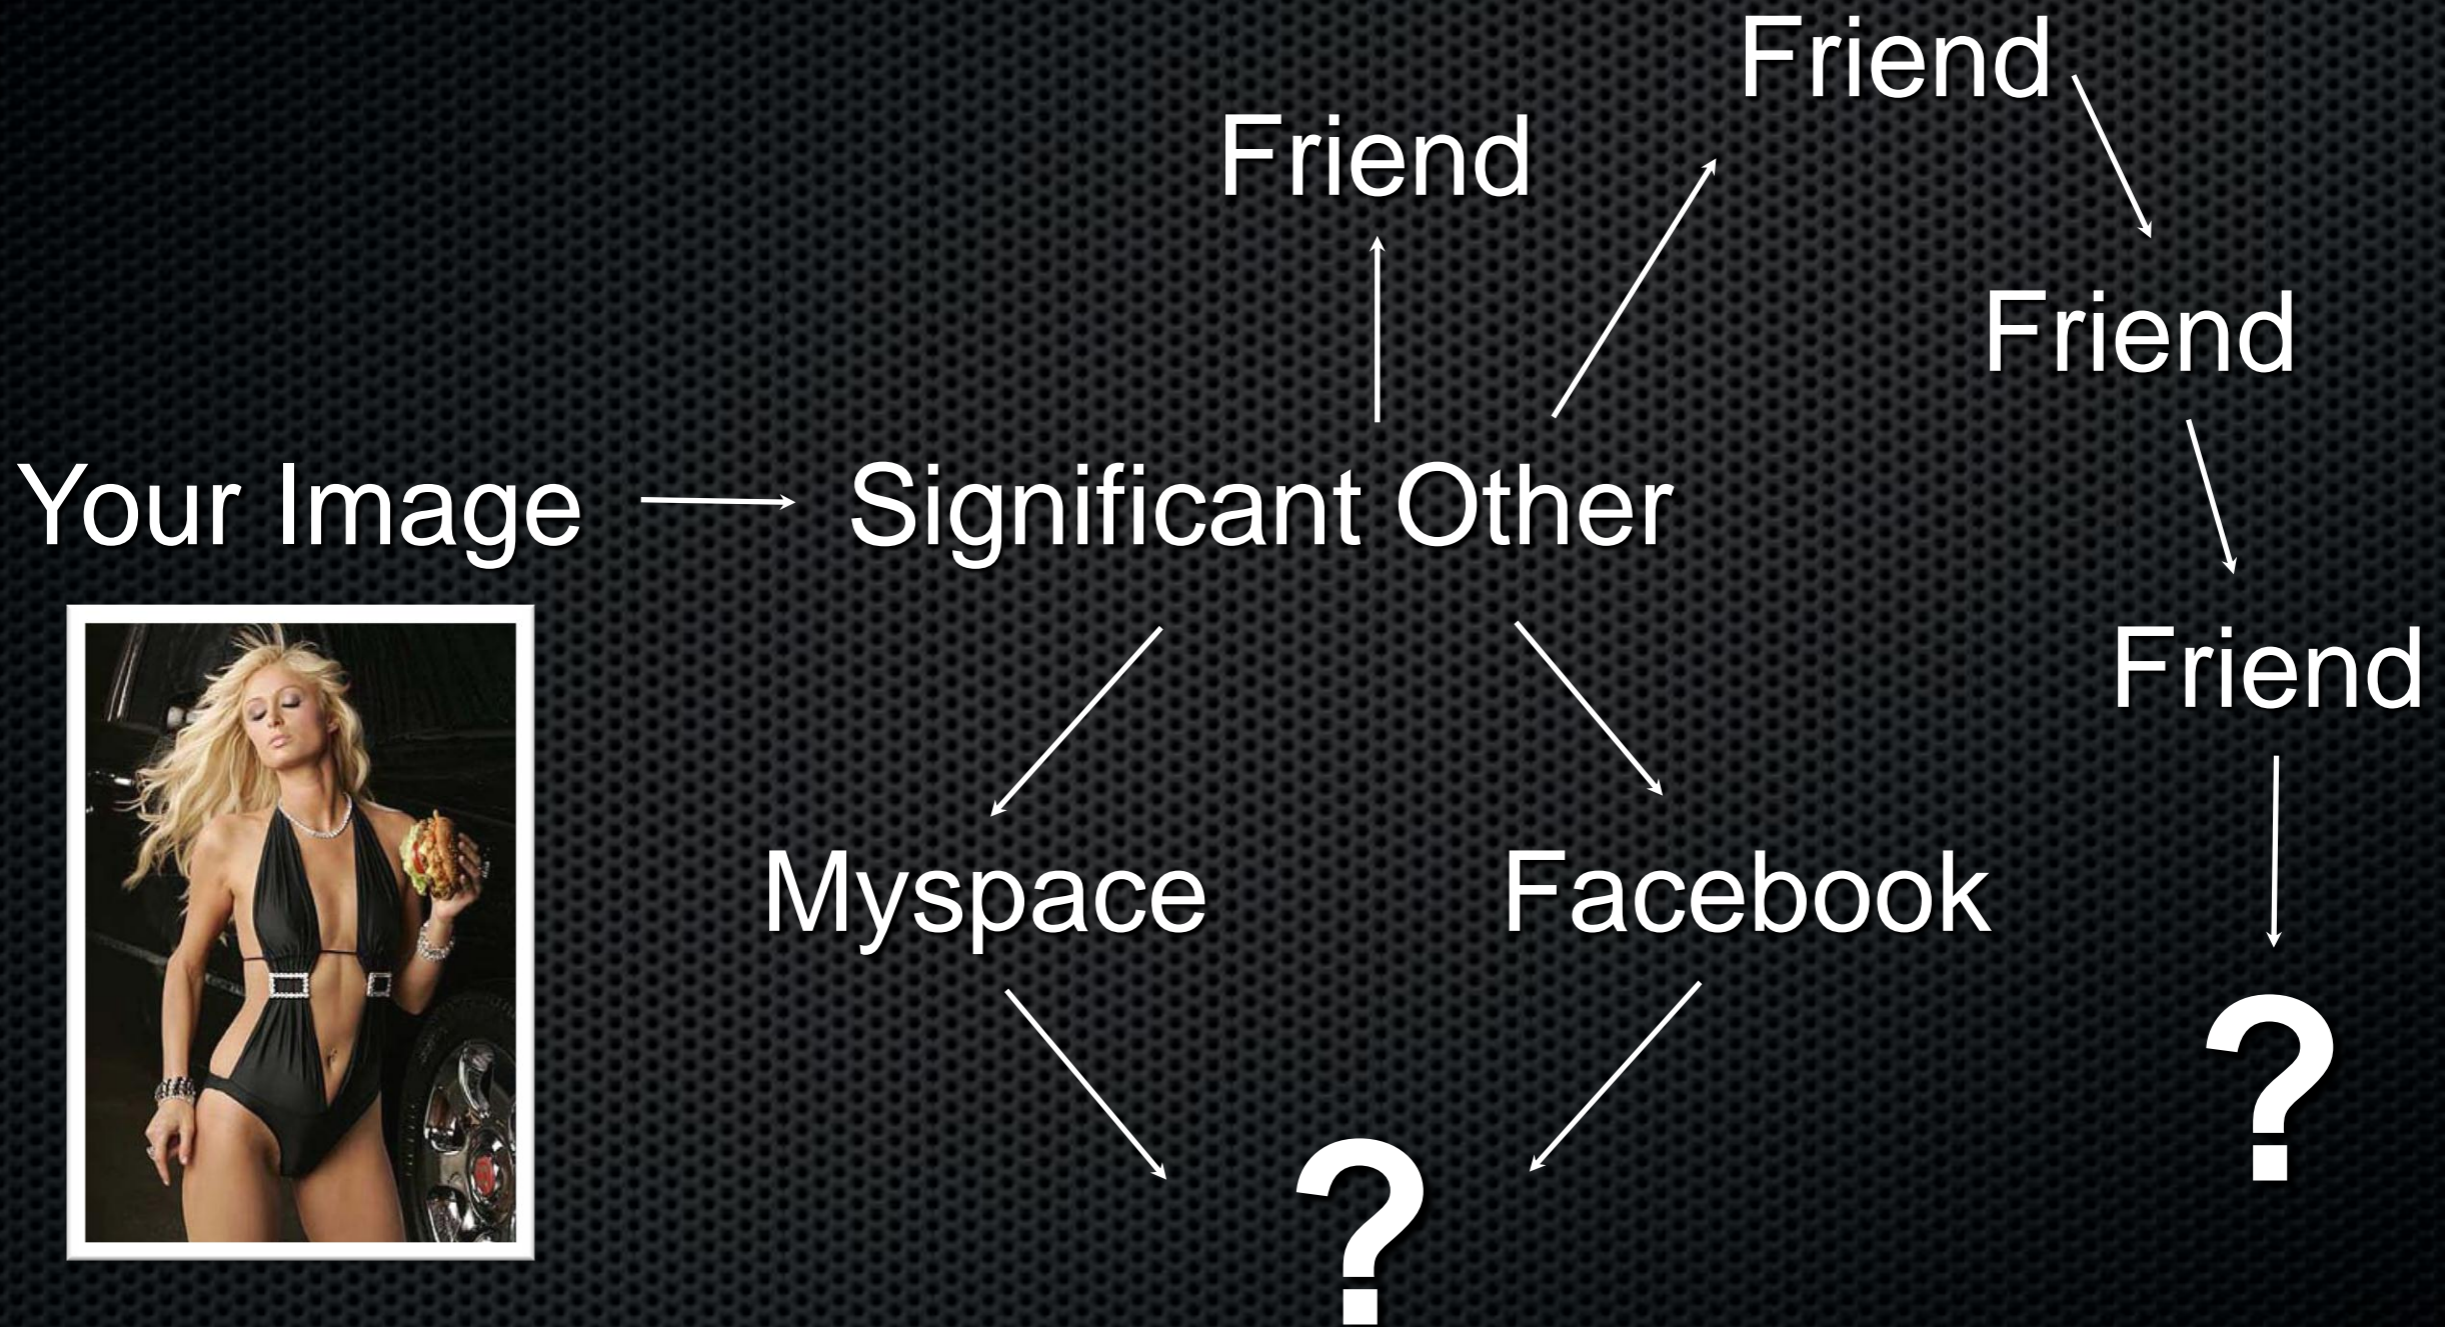 Friend
Friend
Friend
Your Image
Significant Other
Friend
Myspace
Facebook
?
?